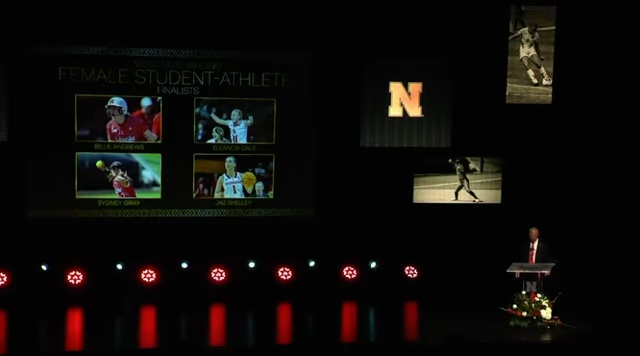 FEMALE STUDENT-ATHLETE
FINALISTS
BILLIE ANDREWS
ELEANOR DALE
SYDNEY GRAY
JAZ SHELLEY
N
N